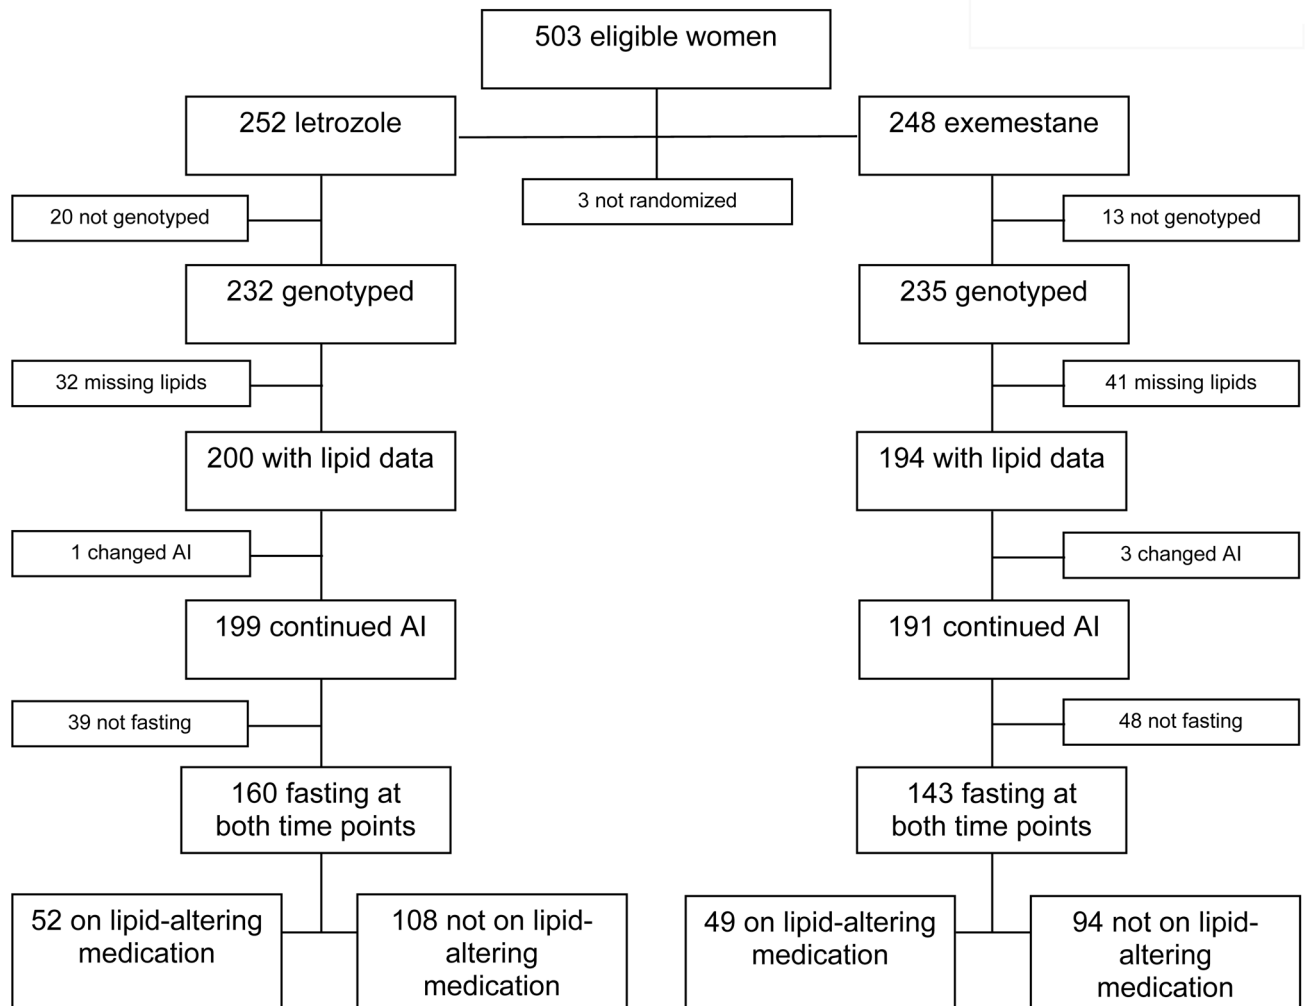 503 eligible women
252 letrozole
248 exemestane
3 not randomized
20 not genotyped
13 not genotyped
232 genotyped
235 genotyped
32 missing lipids
41 missing lipids
200 with lipid data
194 with lipid data
1 changed AI
3 changed AI
199 continued AI
191 continued AI
39 not fasting
48 not fasting
160 fasting at
both time points
143 fasting at
both time points
52 on lipid-altering
medication
108 not on lipid-
altering
medication
49 on lipid-altering
medication
94 not on lipid-
altering
medication